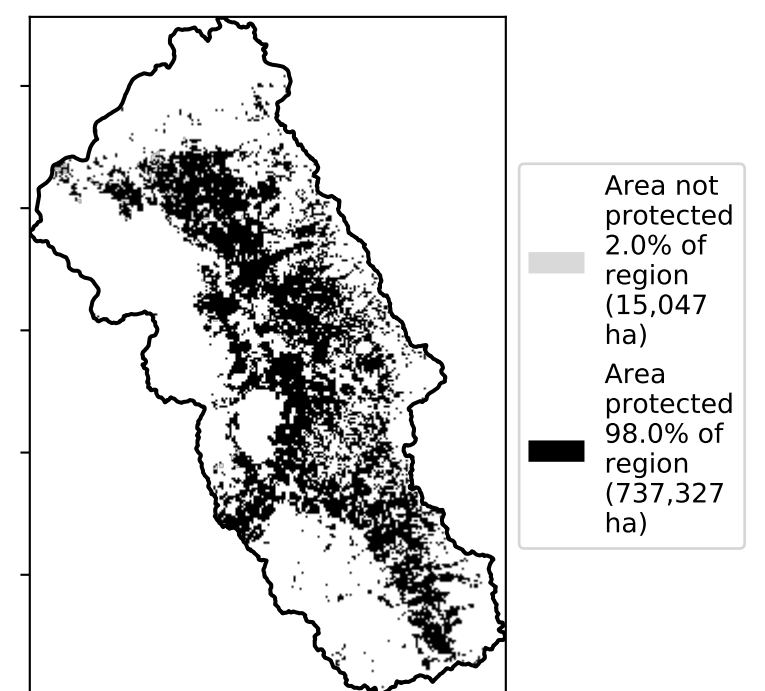 Area not
protected
2.0% of
region
(15,047
ha)
Area
protected
98.0% of
region
(737,327
ha)